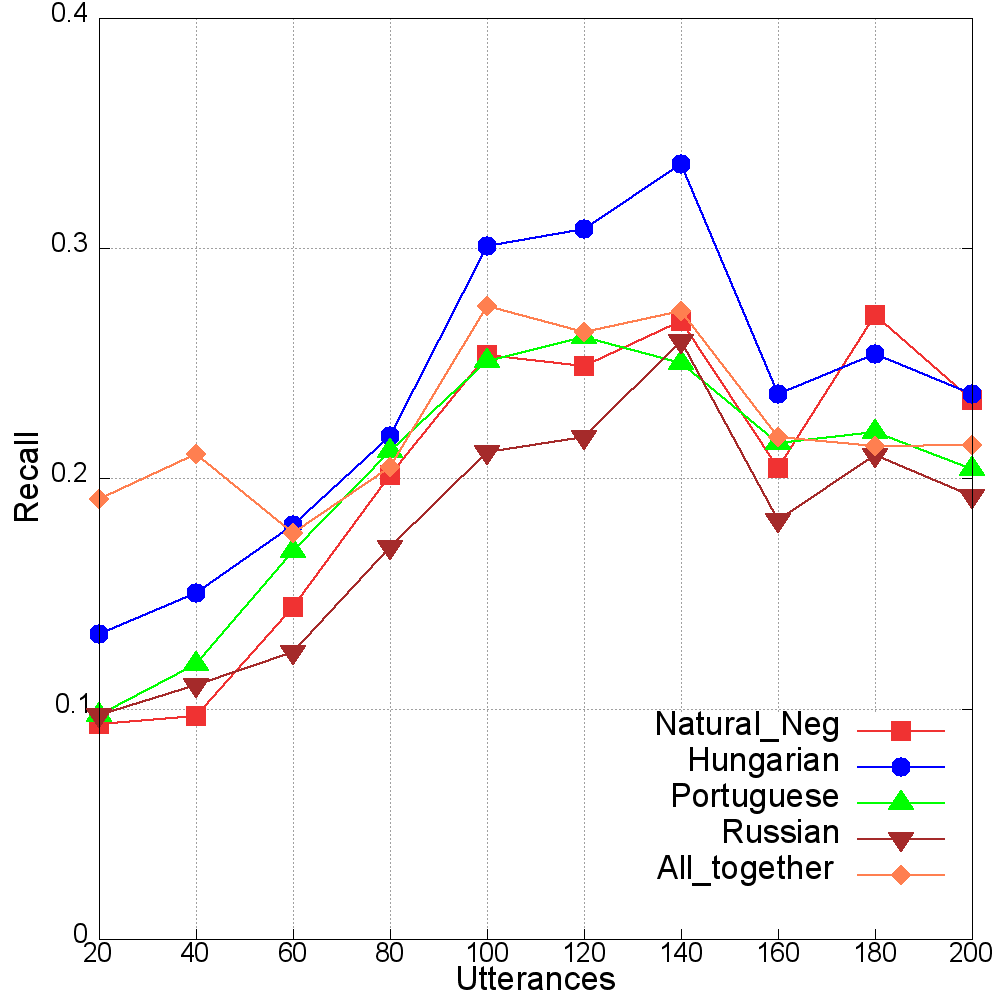 0.4
0.3
0.2
0.1
0
Recall
20 40 60 80 100 120 140 160 180 200
Utterances
Natural_Neg
Hungarian
Portuguese
Russian
All_together